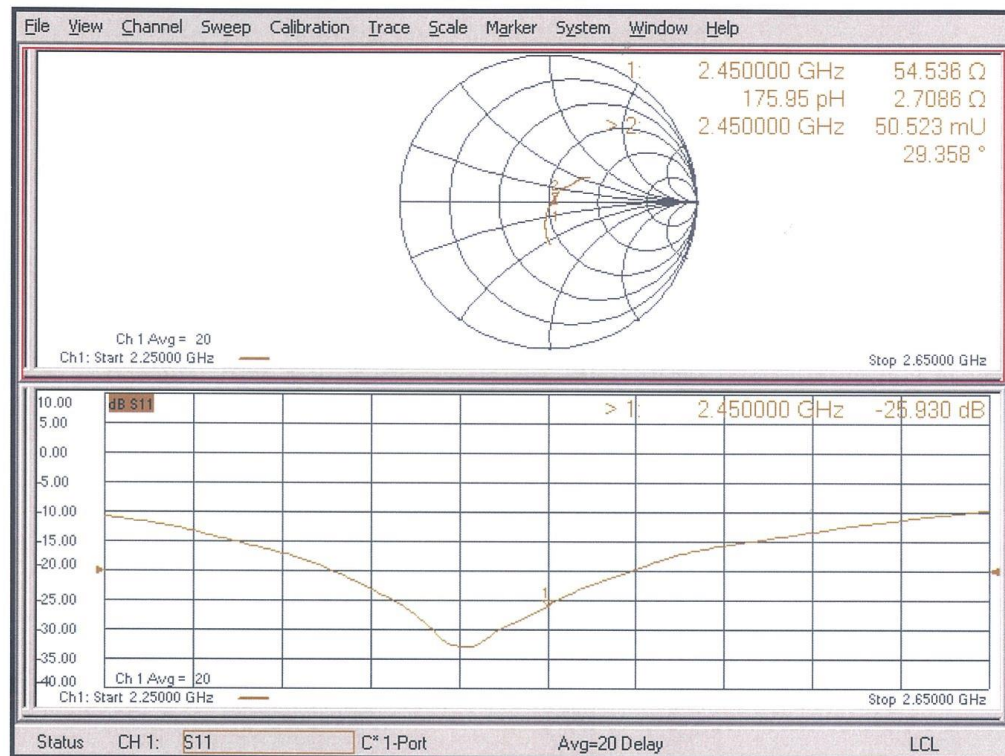 File View Channel Sweep Calibration Trace Scale Marker System Window Help
1: 2.450000 GHz 54.536 Ω
175.95 pH 2.7086 Ω
> 2: 2.450000 GHz 50.523 mU
29.358 °
2
1
Ch 1 Avg = 20
Ch1: Start 2.25000 GHz Stop 2.65000 GHz
10.00 dB S11 > 1: 2.450000 GHz -25.930 dB
5.00
0.00
-5.00
-10.00
-15.00
-20.00
-25.00 1
-30.00
-35.00
-40.00 Ch 1 Avg = 20
Ch1: Start 2.25000 GHz Stop 2.65000 GHz
Status CH 1: S11 C* 1-Port Avg=20 Delay LCL